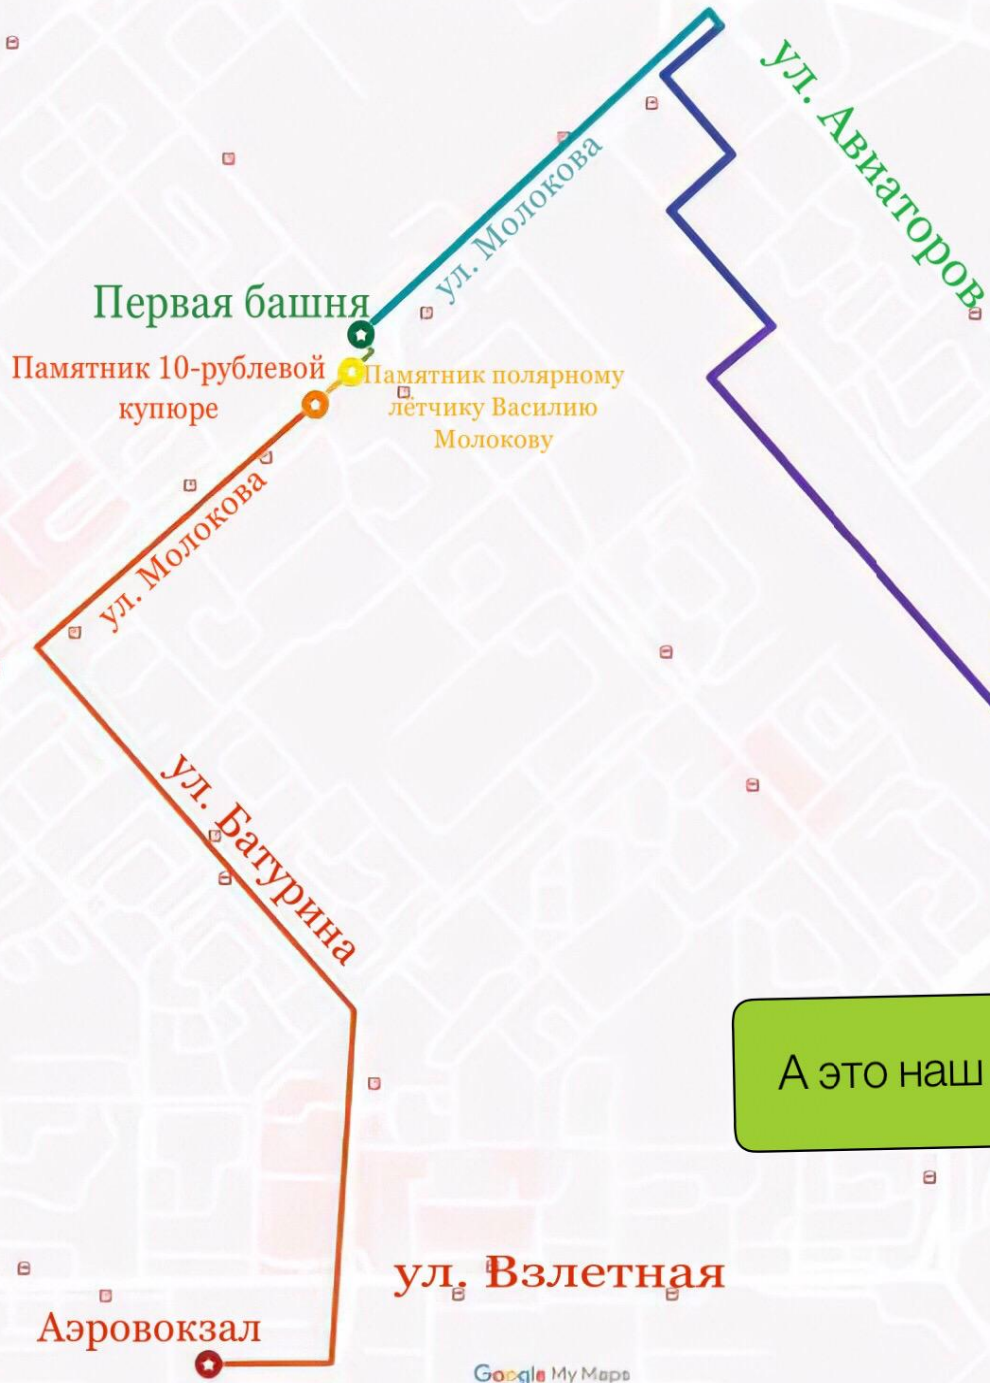 ул. Авиаторов
ул. Молокова
Первая башня
Памятник 10-рублевой
купюре
Памятник полярному
лётчику Василию
Молокову
ул. Молокова
ул. Батурина
А это наш
ул. Взлетная
Аэровокзал
Google My Maps